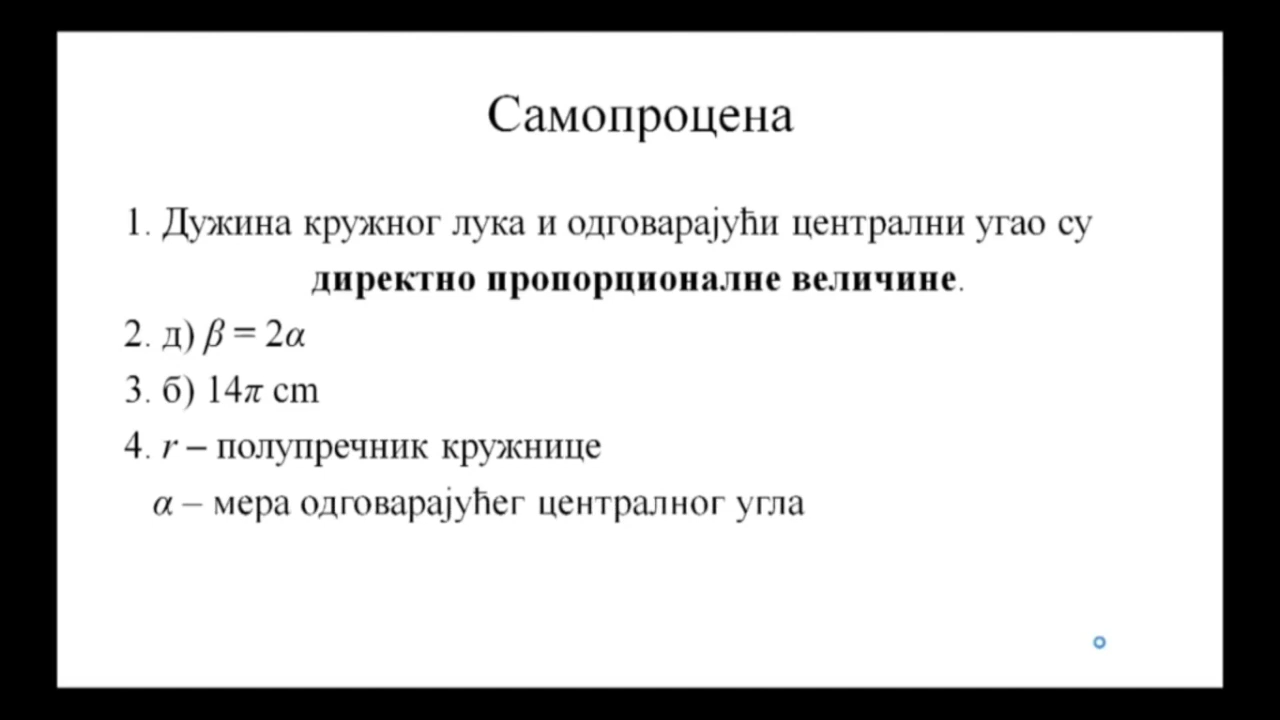 Самопроцена
1. Дужина кружног лука и одговарајући централни угао су
директно пропорционалне величине.
2. д) β = 2α
3. б) 14π cm
4. r – полупречник кружнице
α – мера одговарајућег централног угла